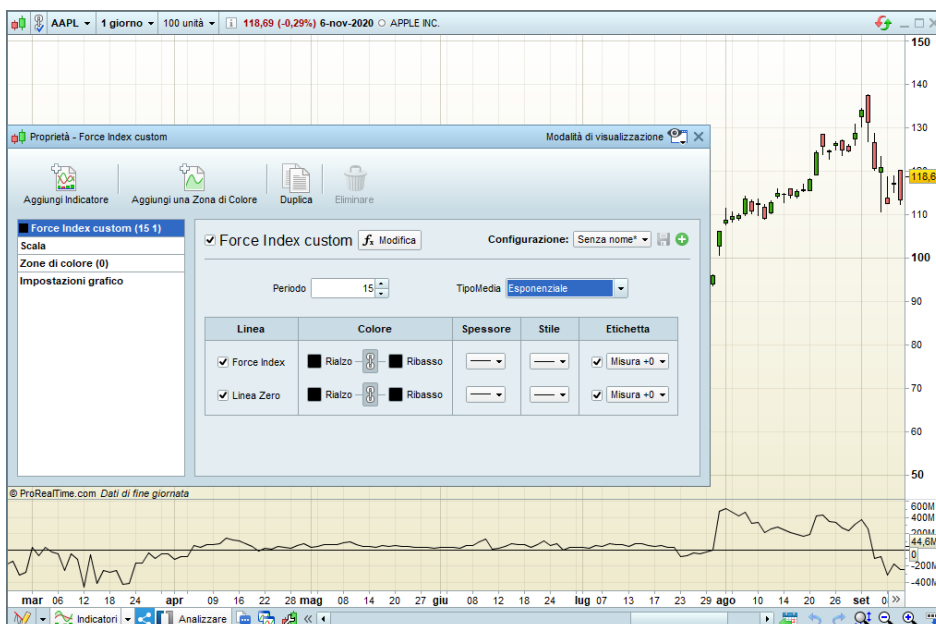 AAPL 1 giorno 100 unità i 118,69 (-0,29%) 6-nov-2020 APPLE INC.
150
140
130
Proprietà - Force Index custom Modalità di visualizzazione
Aggiungi Indicatore Aggiungi una Zona di Colore Duplica Eliminare
118,6
Force Index custom (15 1)
Scala
Zone di colore (0)
Impostazioni grafico
Force Index custom fx Modifica Configurazione: Senza nome*
110
100
Periodo 15 TipoMedia Esponenziale
90
Linea Colore Spessore Stile Etichetta
Force Index Rialzo Ribasso Misura +0
80
Linea Zero Rialzo Ribasso Misura +0
70
60
50
© ProRealTime.com Dati di fine giornata
600M
400M
200M
44,6M
0
-200M
-400M
mar 06 12 18 24 apr 09 16 22 28 mag 08 14 20 27 giu 08 12 18 24 lug 07 13 17 23 29 ago 10 14 20 26 set 0 »
Indicatori Analizzare «